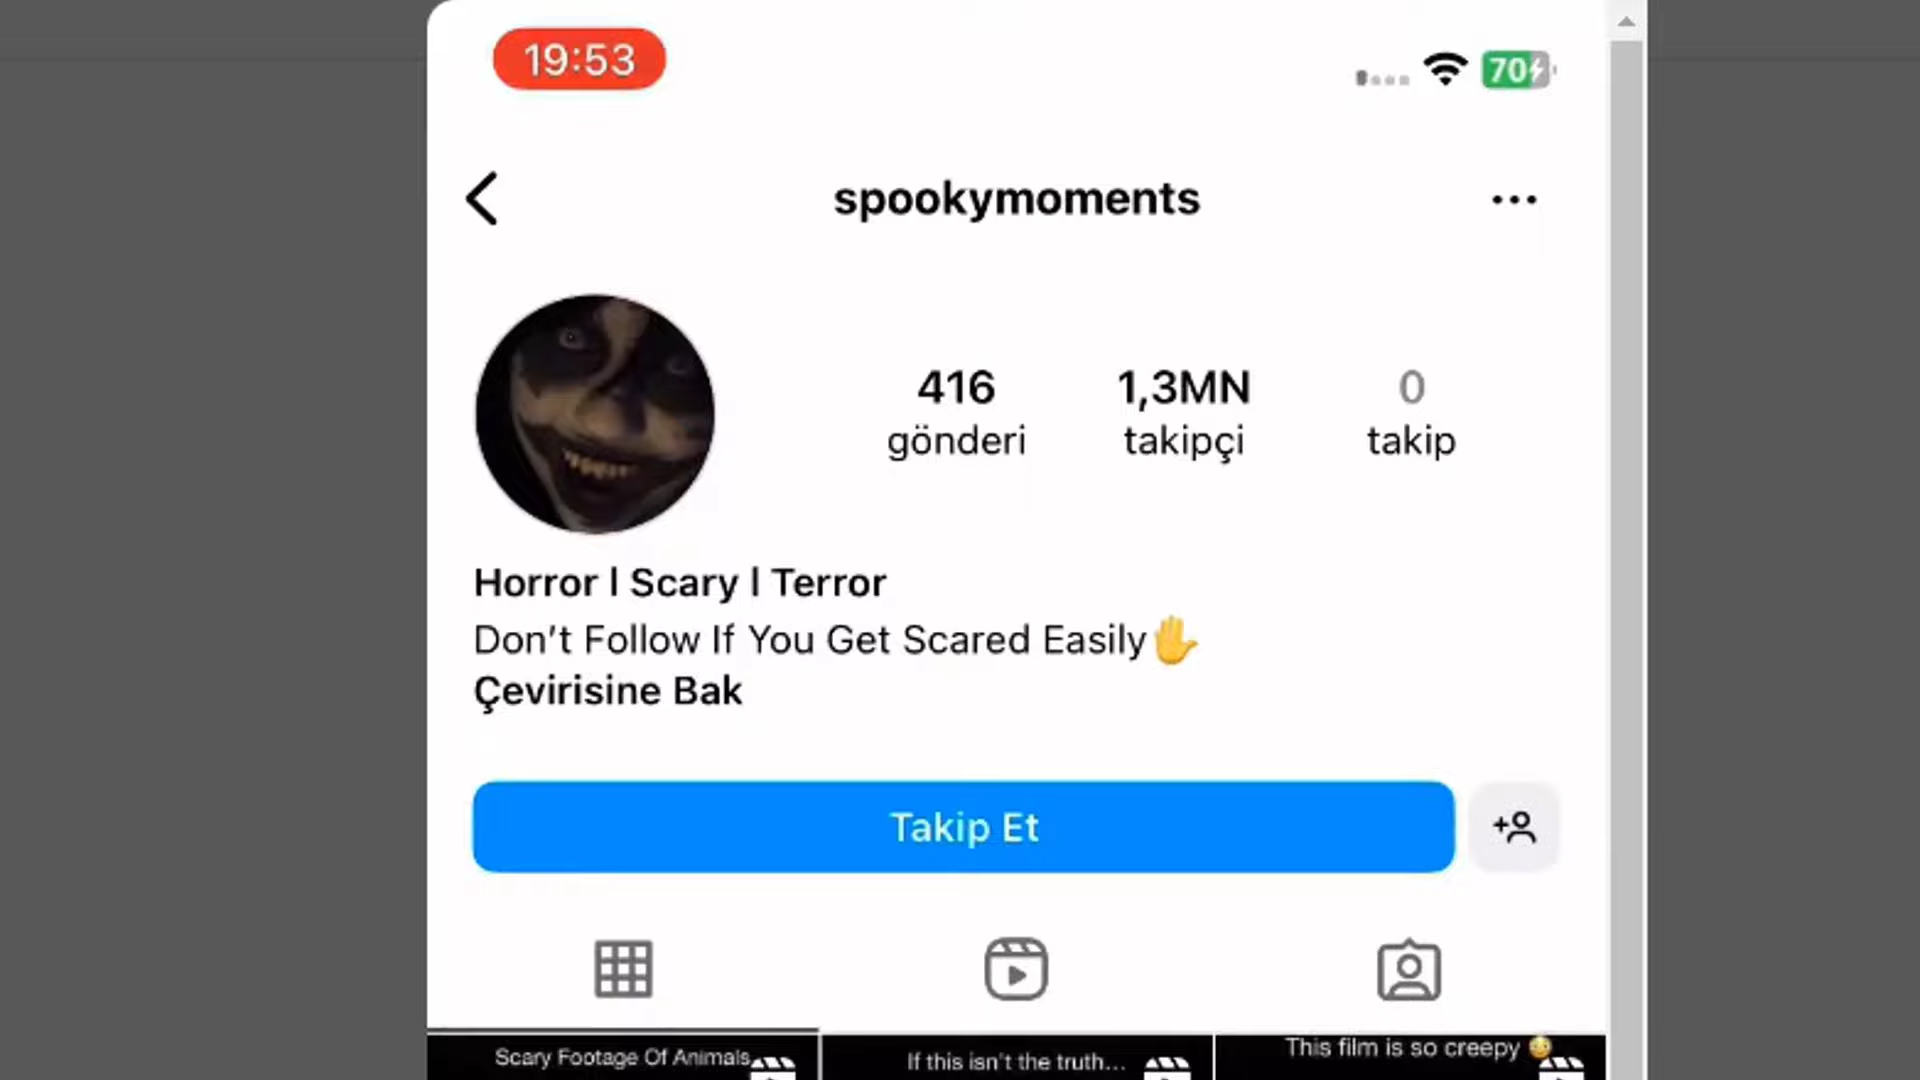 19:53
70
spookymoments
416
gönderi
1,3MN
takipçi
0
takip
Horror | Scary | Terror
Don't Follow If You Get Scared Easily✋
Çevirisine Bak
Takip Et
Scary Footage Of Animals
If this isn't the truth...
This film is so creepy 😳